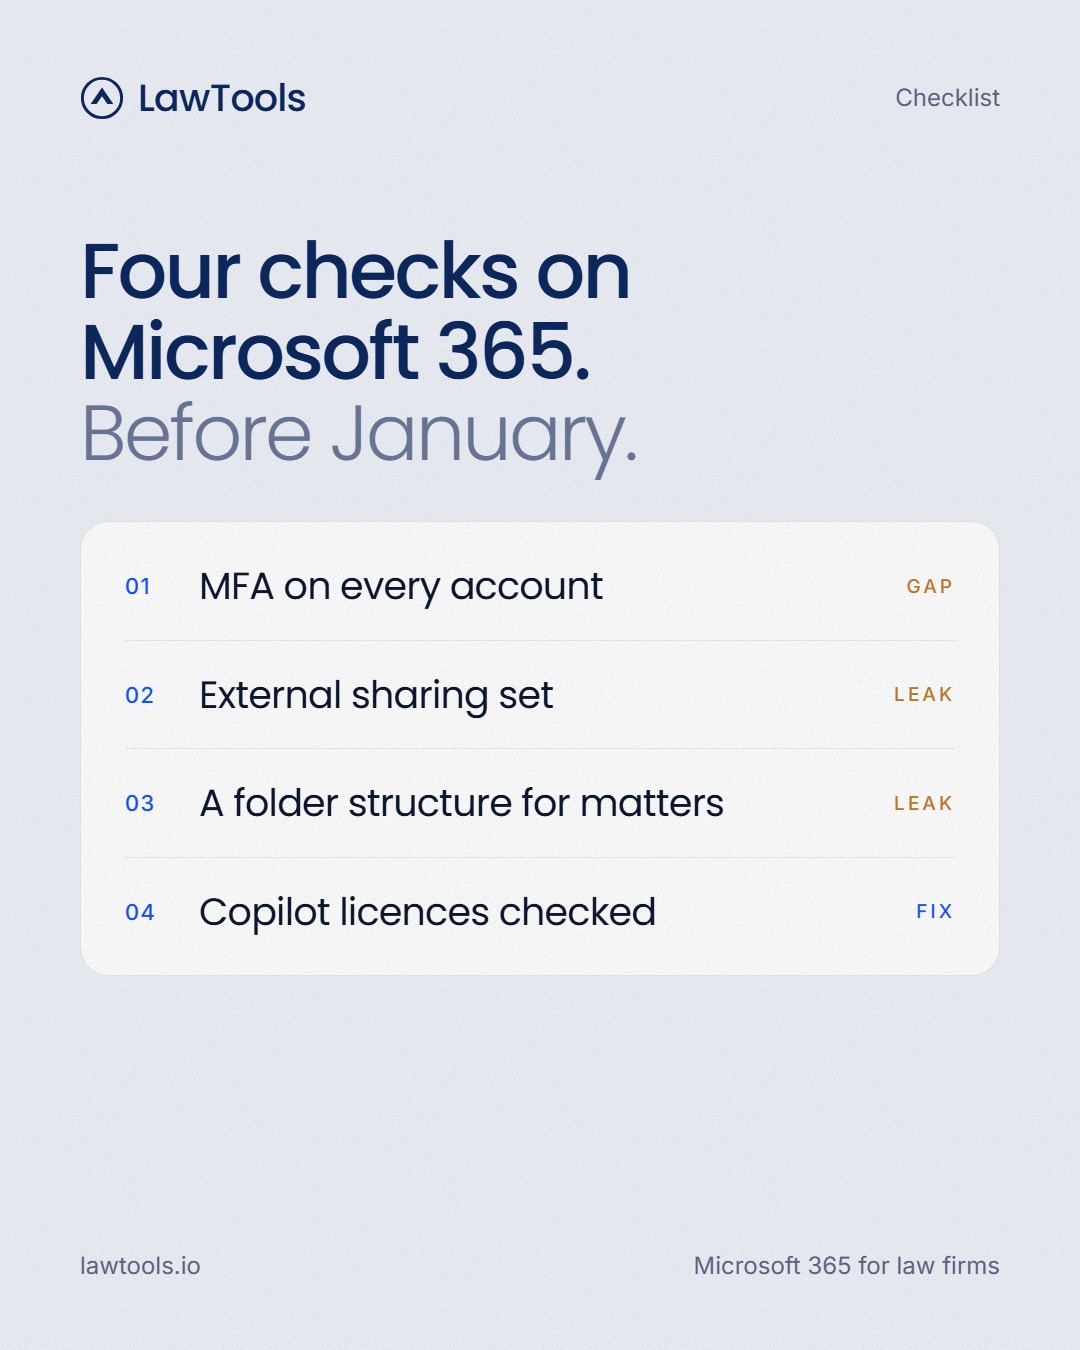 LawTools
Checklist
Four checks on
Microsoft 365.
Before January.
01 MFA on every account GAP
02 External sharing set LEAK
03 A folder structure for matters LEAK
04 Copilot licences checked FIX
lawtools.io
Microsoft 365 for law firms